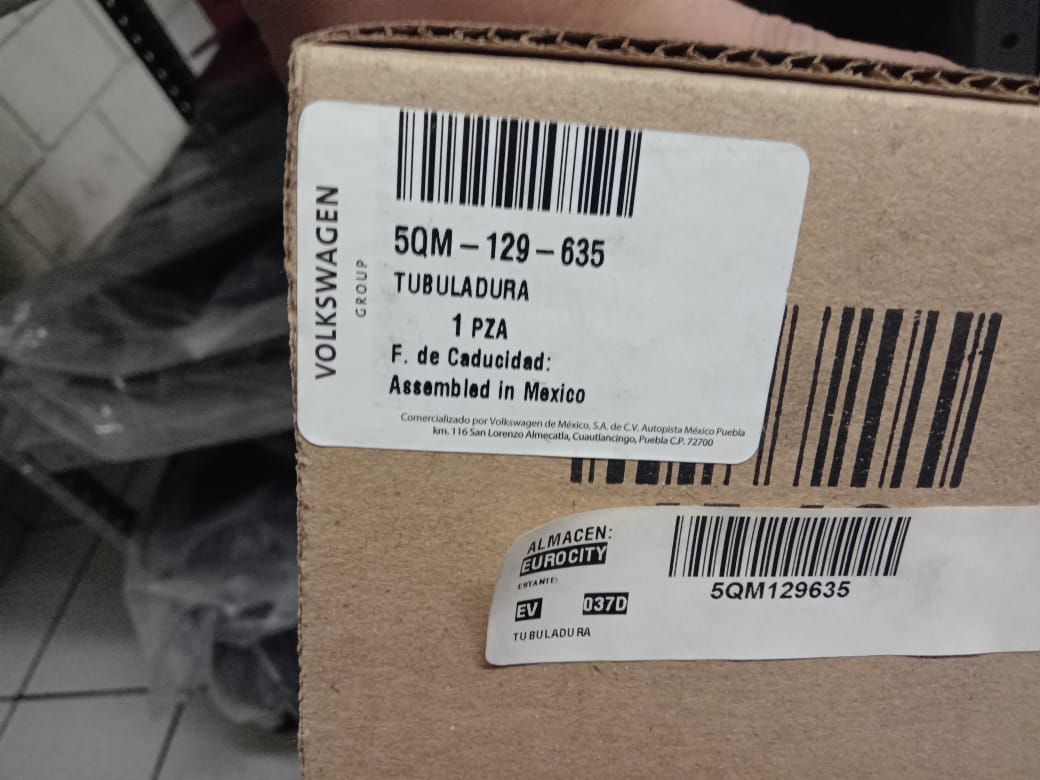 VOLKSWAGEN
GROUP
5QM-129-635
TUBULADURA
1 PZA
F. de Caducidad:
Assembled in Mexico
Comercializado por Volkswagen de México, S.A. de C.V. Autopista México Puebla
km. 116 San Lorenzo Almecatla, Cuautlancingo, Puebla C.P. 72700
ALMACEN:
EUROCITY
ESTANTE:
EV 037D
TUBULADURA
5QM129635